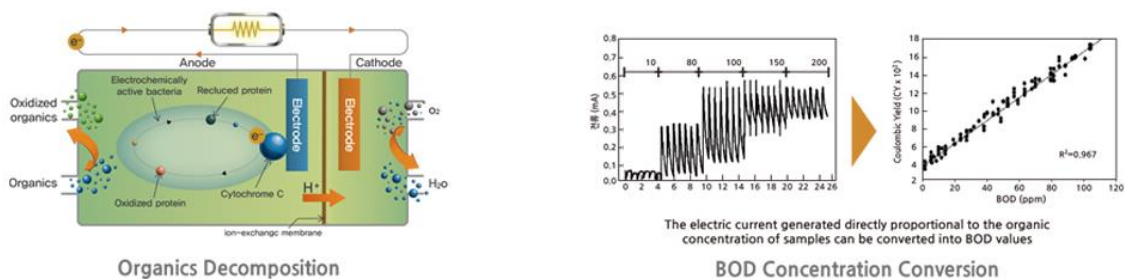 e⁻
Anode
Cathode
Electrochemically
active bacteria
Recluced protein
Oxidized
organics
Electrode
Electrode
O₂
e⁻
Organics
H₂O
Cytochrome C
H⁺
Oxidized protein
ion-exchangc mcmbranc
Organics Decomposition
0,8
0,7
0,6
0,5
0,4
0,3
0,2
0,1
0,0
전류 (mA)
10 80 100 150 200
0 2 4 6 8 10 12 14 16 18 20 22 24 26
Coulombic Yield (CY x 10²)
18
16
14
12
10
8
6
4
2
R²=0,967
0 20 40 60 80 100 120
BOD (ppm)
The electric current generated directly proportional to the organic
concentration of samples can be converted into BOD values
BOD Concentration Conversion